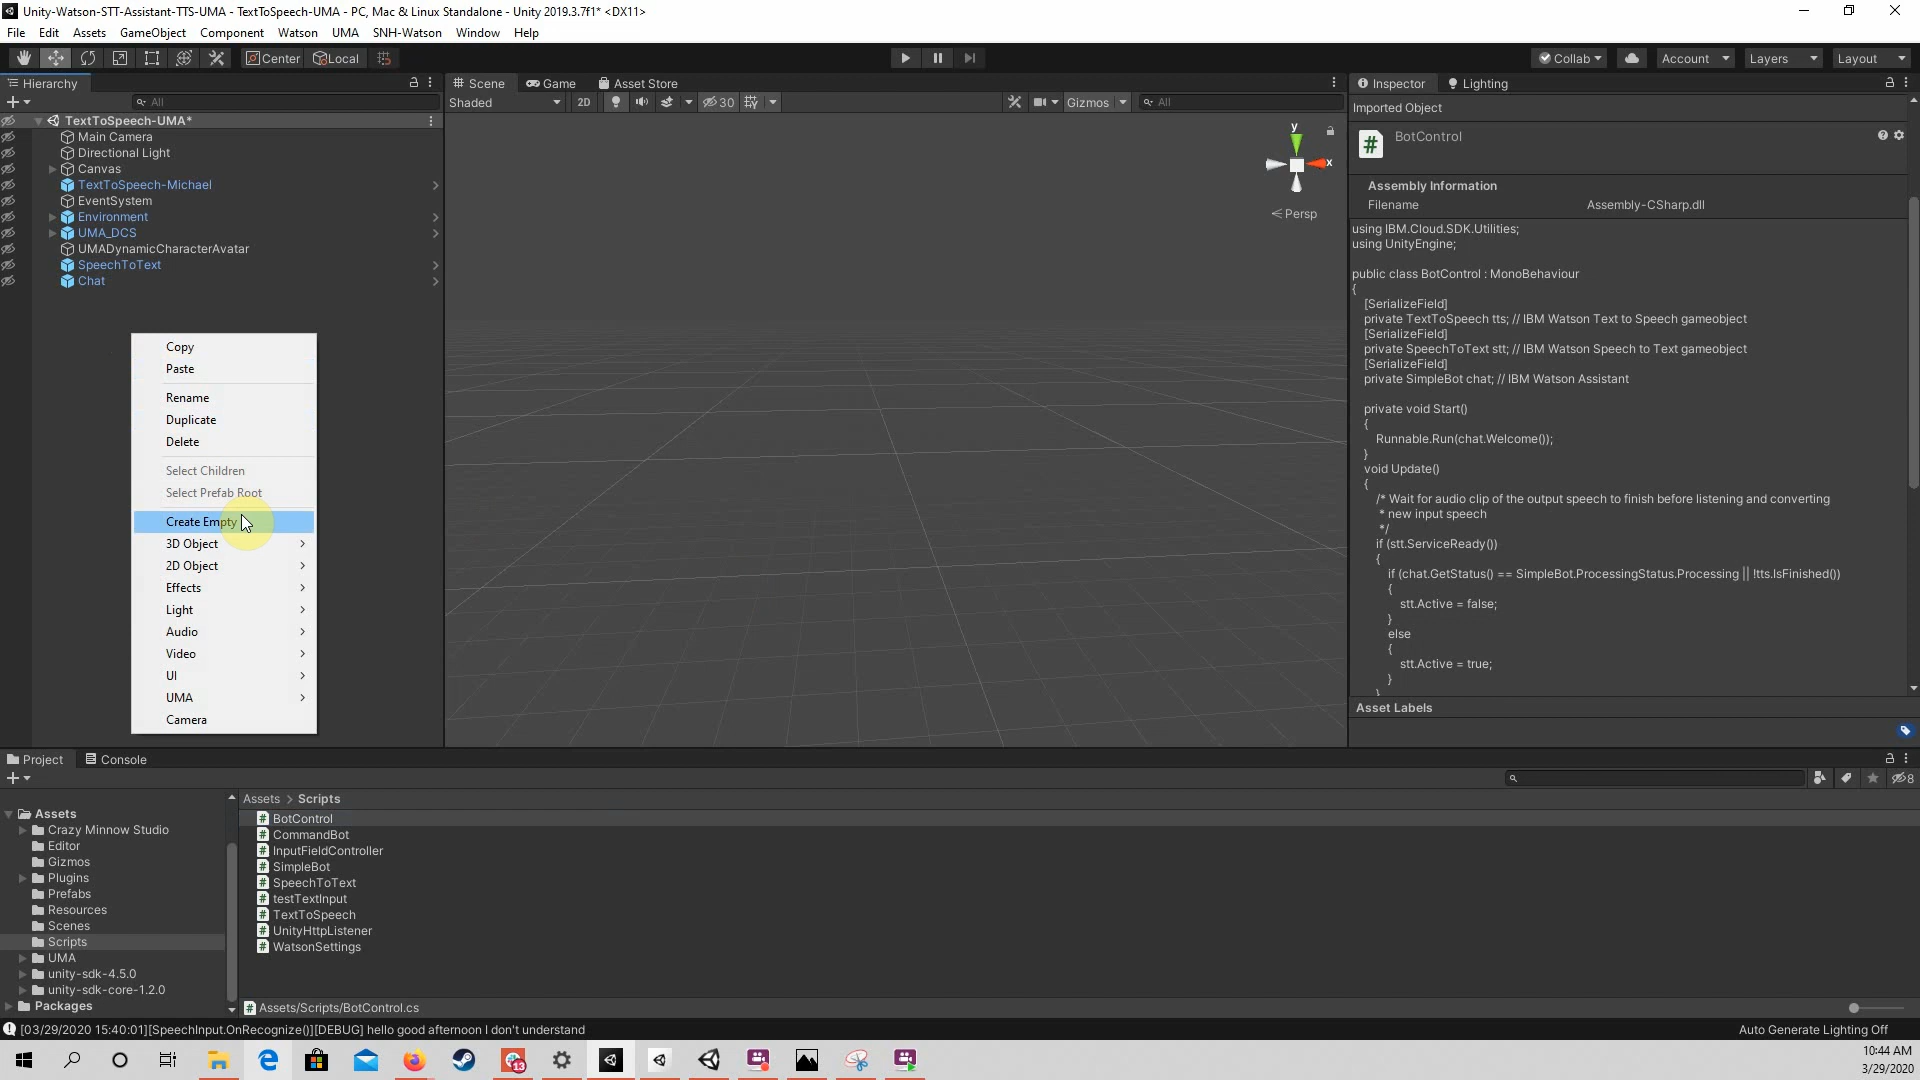 Unity-Watson-STT-Assistant-TTS-UMA - TextToSpeech-UMA - PC, Mac & Linux Standalone - Unity 2019.3.7f1* <DX11>
File Edit Assets GameObject Component Watson UMA SNH-Watson Window Help
Center Local Collab Account Layers Layout
Hierarchy
All
TextToSpeech-UMA*
Main Camera
Directional Light
Canvas
TextToSpeech-Michael
EventSystem
Environment
UMA_DCS
UMADynamicCharacterAvatar
SpeechToText
Chat
Copy
Paste
Rename
Duplicate
Delete
Select Children
Select Prefab Root
Create Empty
3D Object
2D Object
Effects
Light
Audio
Video
UI
UMA
Camera
Scene Game Asset Store
Shaded 2D 30 Gizmos All
y
x
Persp
Inspector Lighting
Imported Object
# BotControl
Assembly Information
Filename Assembly-CSharp.dll
using IBM.Cloud.SDK.Utilities;
using UnityEngine;
public class BotControl : MonoBehaviour
{
[SerializeField]
private TextToSpeech tts; // IBM Watson Text to Speech gameobject
[SerializeField]
private SpeechToText stt; // IBM Watson Speech to Text gameobject
[SerializeField]
private SimpleBot chat; // IBM Watson Assistant
private void Start()
{
Runnable.Run(chat.Welcome());
}
void Update()
{
/* Wait for audio clip of the output speech to finish before listening and converting
* new input speech
*/
if (stt.ServiceReady())
{
if (chat.GetStatus() == SimpleBot.ProcessingStatus.Processing || !tts.IsFinished())
{
stt.Active = false;
}
else
{
stt.Active = true;
}
}
Asset Labels
Project Console
8
Assets
Crazy Minnow Studio
Editor
Gizmos
Plugins
Prefabs
Resources
Scenes
Scripts
UMA
unity-sdk-4.5.0
unity-sdk-core-1.2.0
Packages
Assets > Scripts
# BotControl
# CommandBot
# InputFieldController
# SimpleBot
# SpeechToText
# testTextInput
# TextToSpeech
# UnityHttpListener
# WatsonSettings
# Assets/Scripts/BotControl.cs
[03/29/2020 15:40:01][SpeechInput.OnRecognize()][DEBUG] hello good afternoon I don't understand
Auto Generate Lighting Off
13
10:44 AM
3/29/2020